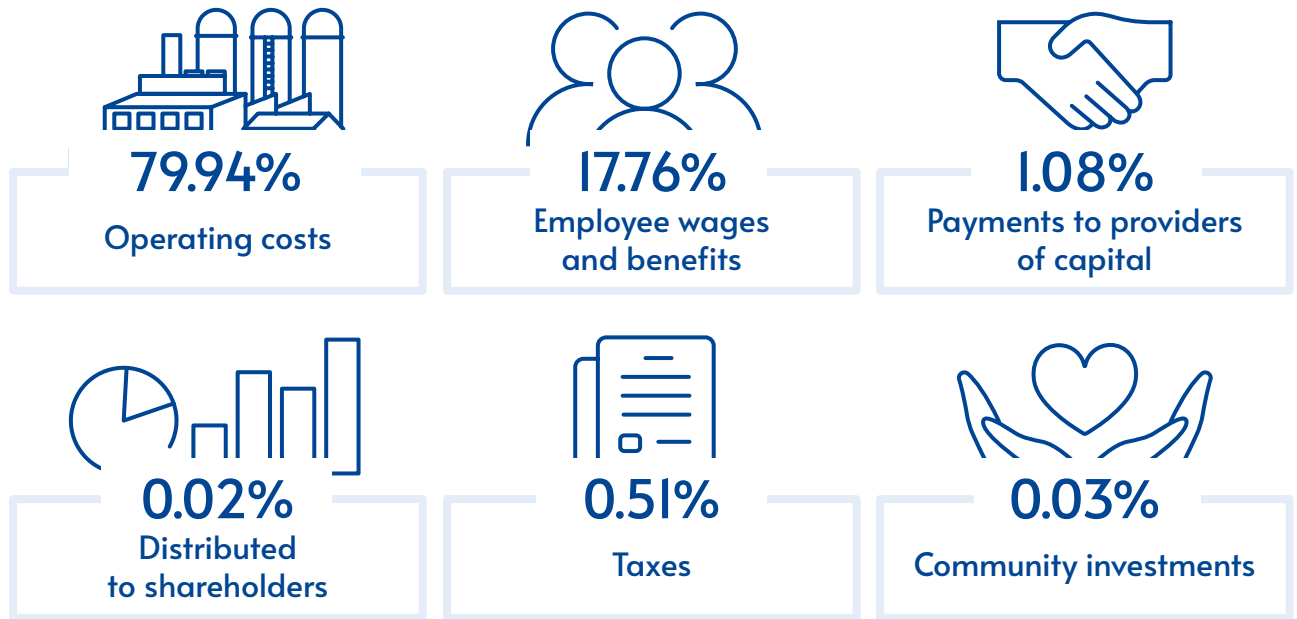 79.94%
Operating costs
17.76%
Employee wages
and benefits
1.08%
Payments to providers
of capital
0.02%
Distributed
to shareholders
0.51%
Taxes
0.03%
Community investments